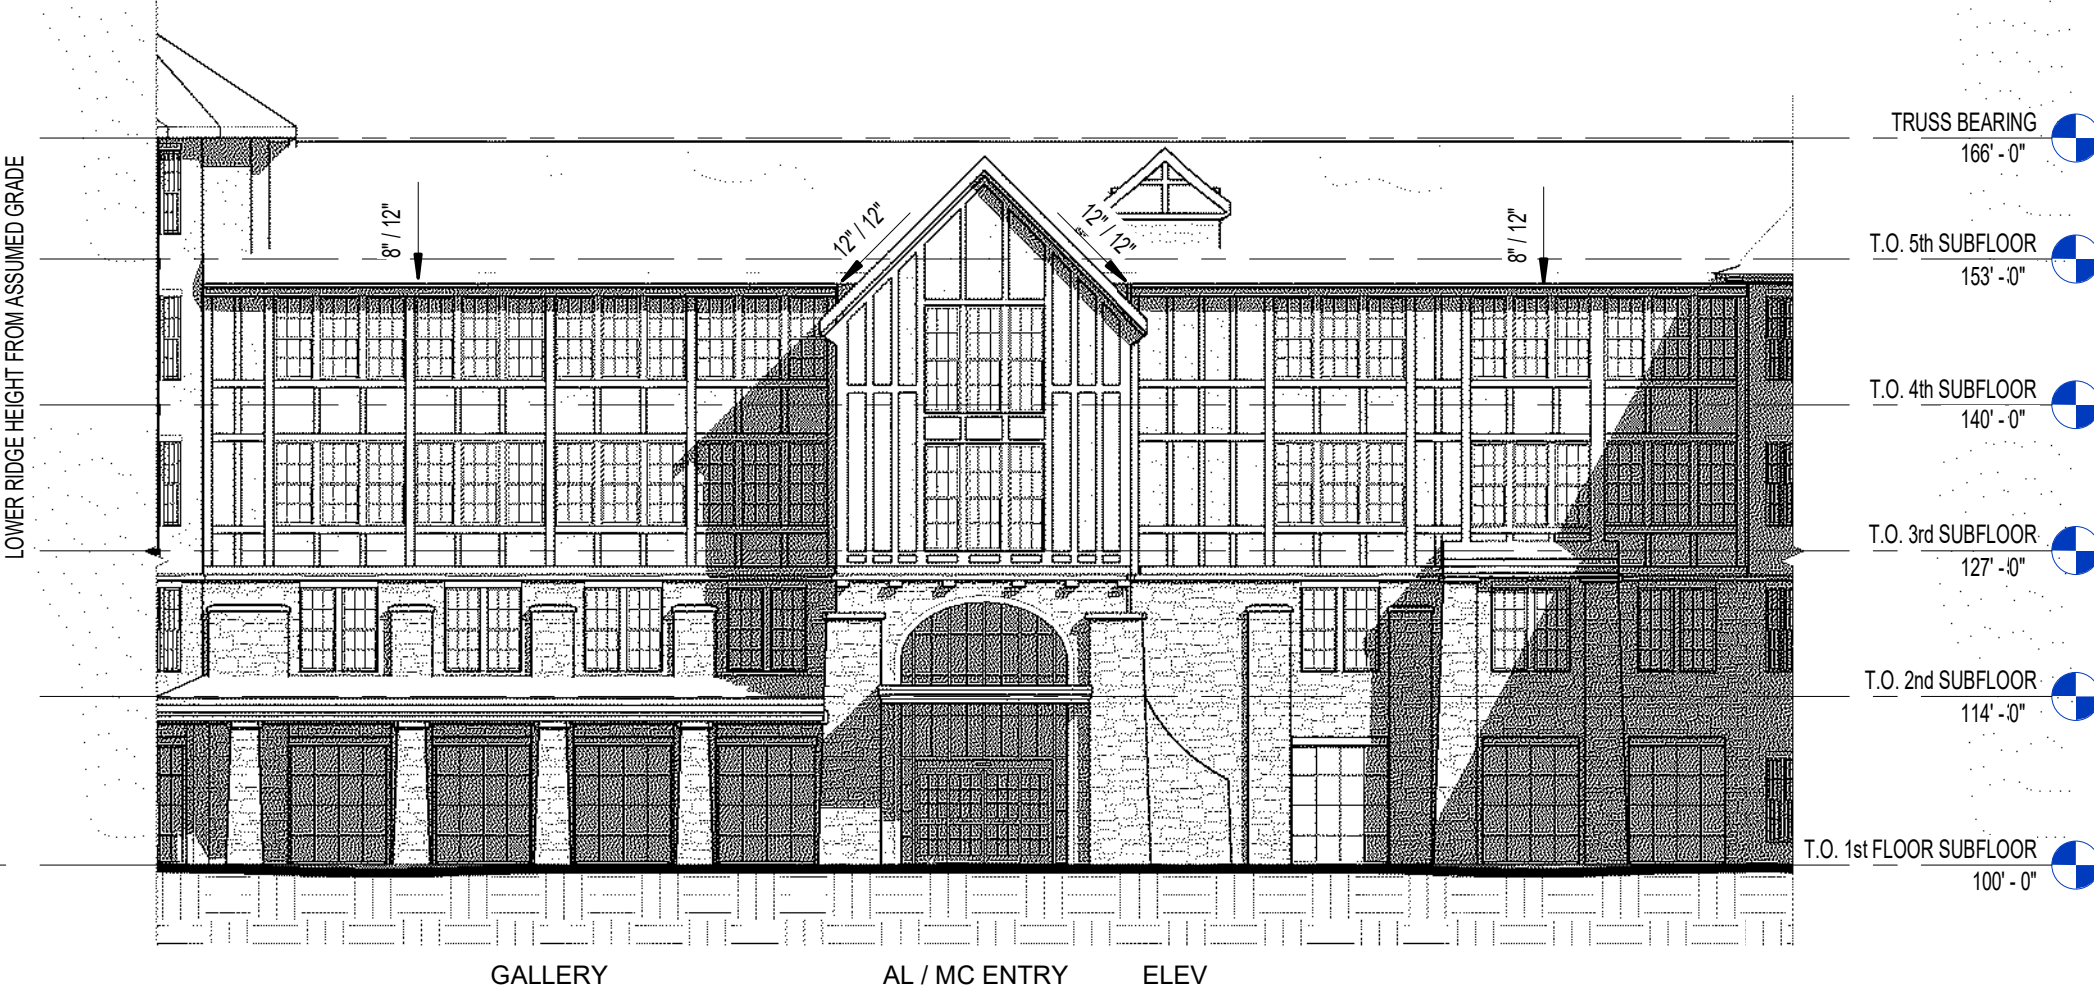 LOWER RIDGE HEIGHT FROM ASSUMED GRADE
TRUSS BEARING
166' - 0"
8" / 12"
12" / 12"
12" / 12"
8" / 12"
T.O. 5th SUBFLOOR
153' - 0"
T.O. 4th SUBFLOOR
140' - 0"
T.O. 3rd SUBFLOOR
127' - 0"
T.O. 2nd SUBFLOOR
114' - 0"
T.O. 1st FLOOR SUBFLOOR
100' - 0"
GALLERY
AL / MC ENTRY
ELEV